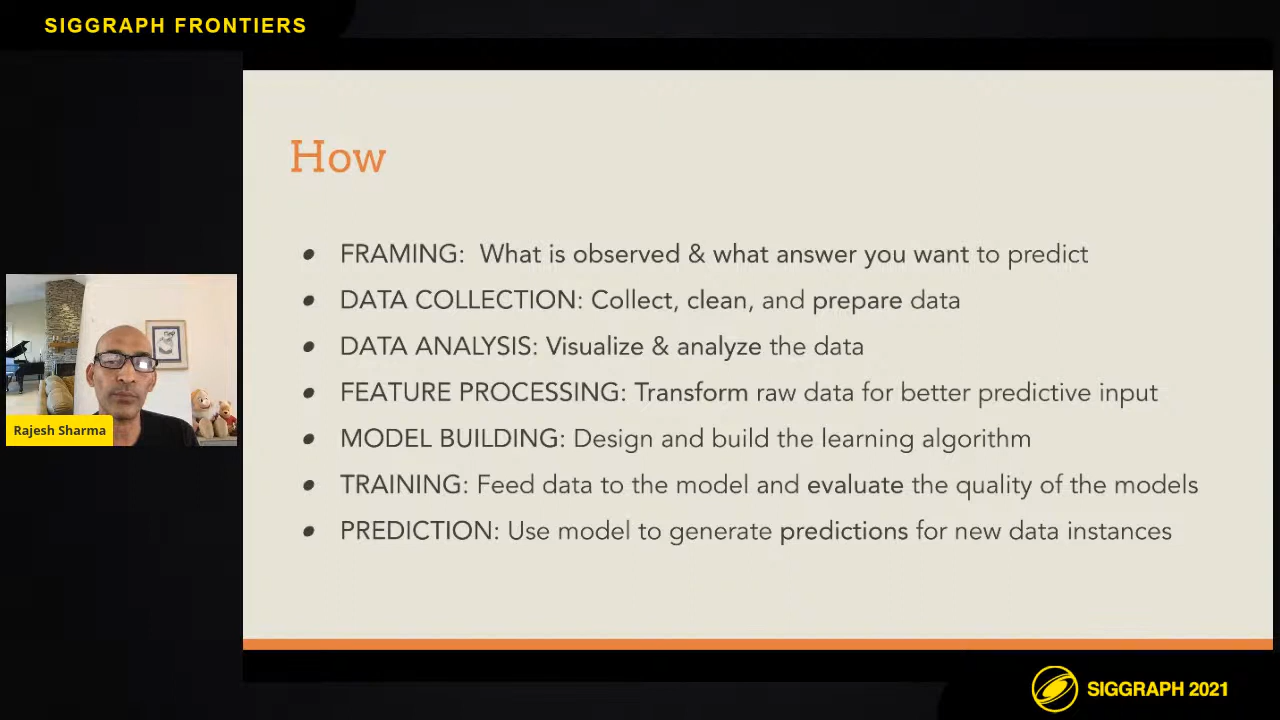 SIGGRAPH FRONTIERS
How
• FRAMING: What is observed & what answer you want to predict
• DATA COLLECTION: Collect, clean, and prepare data
• DATA ANALYSIS: Visualize & analyze the data
• FEATURE PROCESSING: Transform raw data for better predictive input
• MODEL BUILDING: Design and build the learning algorithm
• TRAINING: Feed data to the model and evaluate the quality of the models
• PREDICTION: Use model to generate predictions for new data instances
Rajesh Sharma
SIGGRAPH 2021